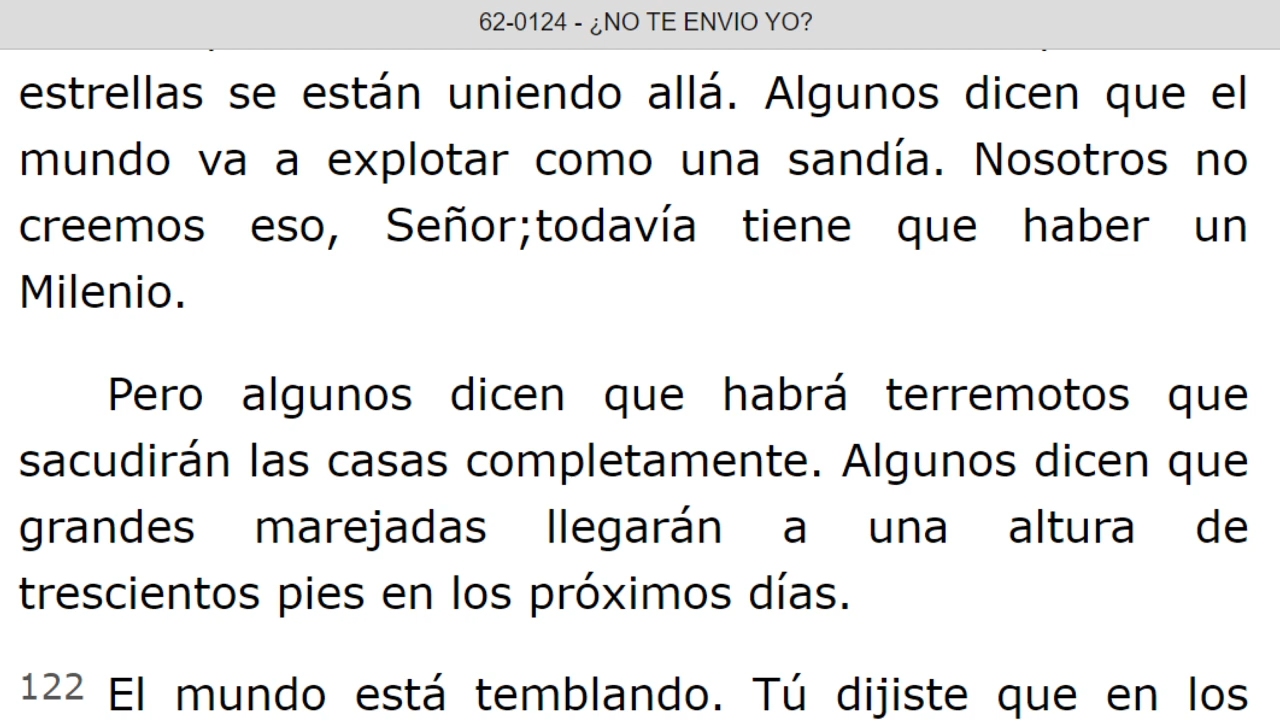 62-0124 - ¿NO TE ENVIO YO?
estrellas se están uniendo allá. Algunos dicen que el
mundo va a explotar como una sandía. Nosotros no
creemos eso, Señor;todavía tiene que haber un
Milenio.
Pero algunos dicen que habrá terremotos que
sacudirán las casas completamente. Algunos dicen que
grandes marejadas llegarán a una altura de
trescientos pies en los próximos días.
122 El mundo está temblando. Tú dijiste que en los